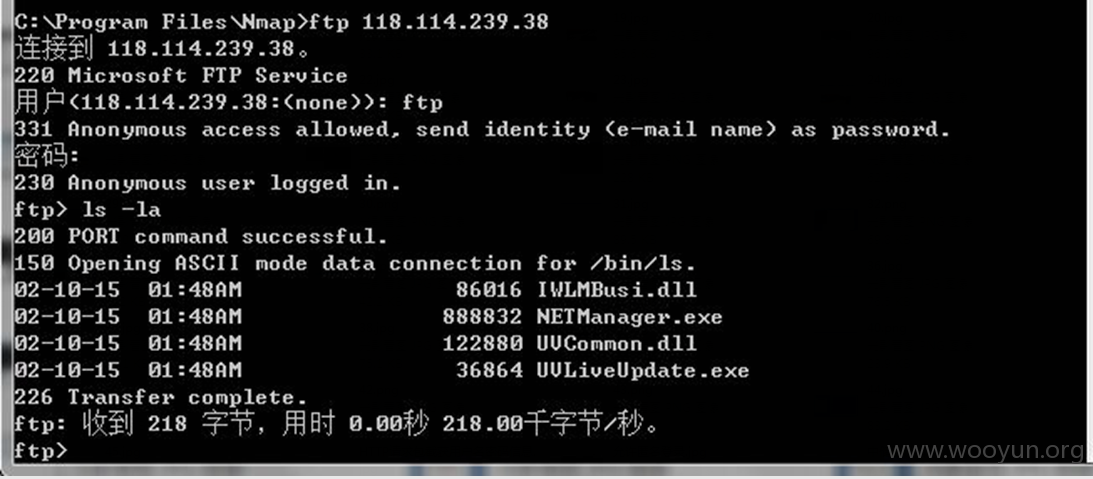 C:\Program Files\Nmap>ftp 118.114.239.38
连接到 118.114.239.38。
220 Microsoft FTP Service
用户(118.114.239.38:(none)): ftp
331 Anonymous access allowed, send identity (e-mail name) as password.
密码:
230 Anonymous user logged in.
ftp> ls -la
200 PORT command successful.
150 Opening ASCII mode data connection for /bin/ls.
02-10-15  01:48AM                86016 IWLMBusi.dll
02-10-15  01:48AM               888832 NETManager.exe
02-10-15  01:48AM               122880 UVCommon.dll
02-10-15  01:48AM                36864 UVLiveUpdate.exe
226 Transfer complete.
ftp: 收到 218 字节，用时 0.00秒 218.00千字节/秒。
ftp>
www.wooyun.org